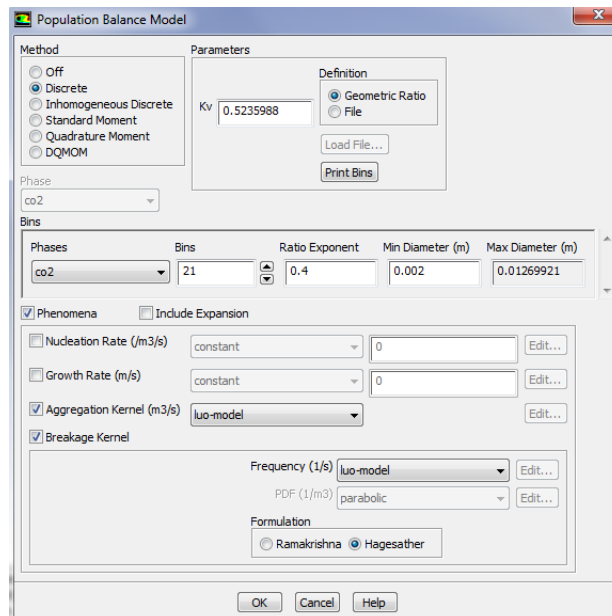 Population Balance Model
Method
Off
Discrete
Inhomogeneous Discrete
Standard Moment
Quadrature Moment
DQMOM
Parameters
Kv 0.5235988
Definition
Geometric Ratio
File
Load File...
Print Bins
Phase
co2
Bins
Phases Bins Ratio Exponent Min Diameter (m) Max Diameter (m)
co2 21 0.4 0.002 0.01269921
Phenomena Include Expansion
Nucleation Rate (/m3/s) constant 0 Edit...
Growth Rate (m/s) constant 0 Edit...
Aggregation Kernel (m3/s) luo-model Edit...
Breakage Kernel
Frequency (1/s) luo-model Edit...
PDF (1/m3) parabolic Edit...
Formulation
Ramakrishna Hagesather
OK Cancel Help